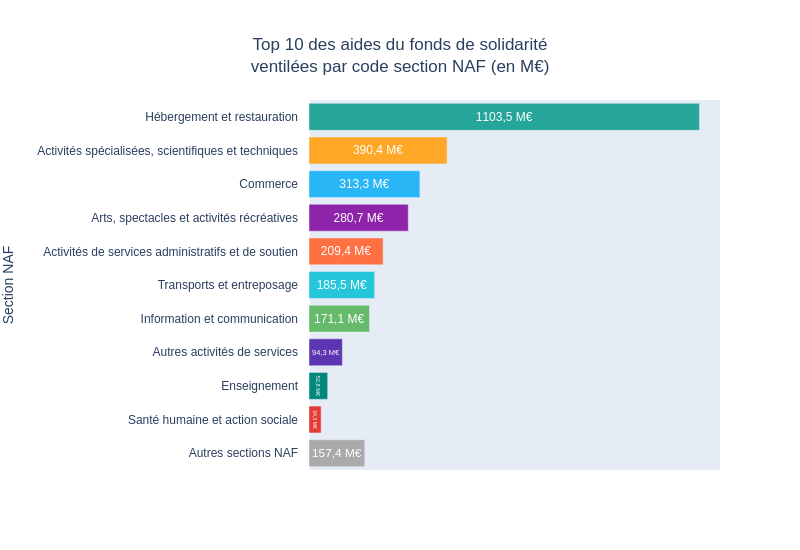 Top 10 des aides du fonds de solidarité
ventilées par code section NAF (en M€)
Section NAF
Hébergement et restauration 1103,5 M€
Activités spécialisées, scientifiques et techniques 390,4 M€
Commerce 313,3 M€
Arts, spectacles et activités récréatives 280,7 M€
Activités de services administratifs et de soutien 209,4 M€
Transports et entreposage 185,5 M€
Information et communication 171,1 M€
Autres activités de services 94,3 M€
Enseignement
Santé humaine et action sociale
Autres sections NAF 157,4 M€